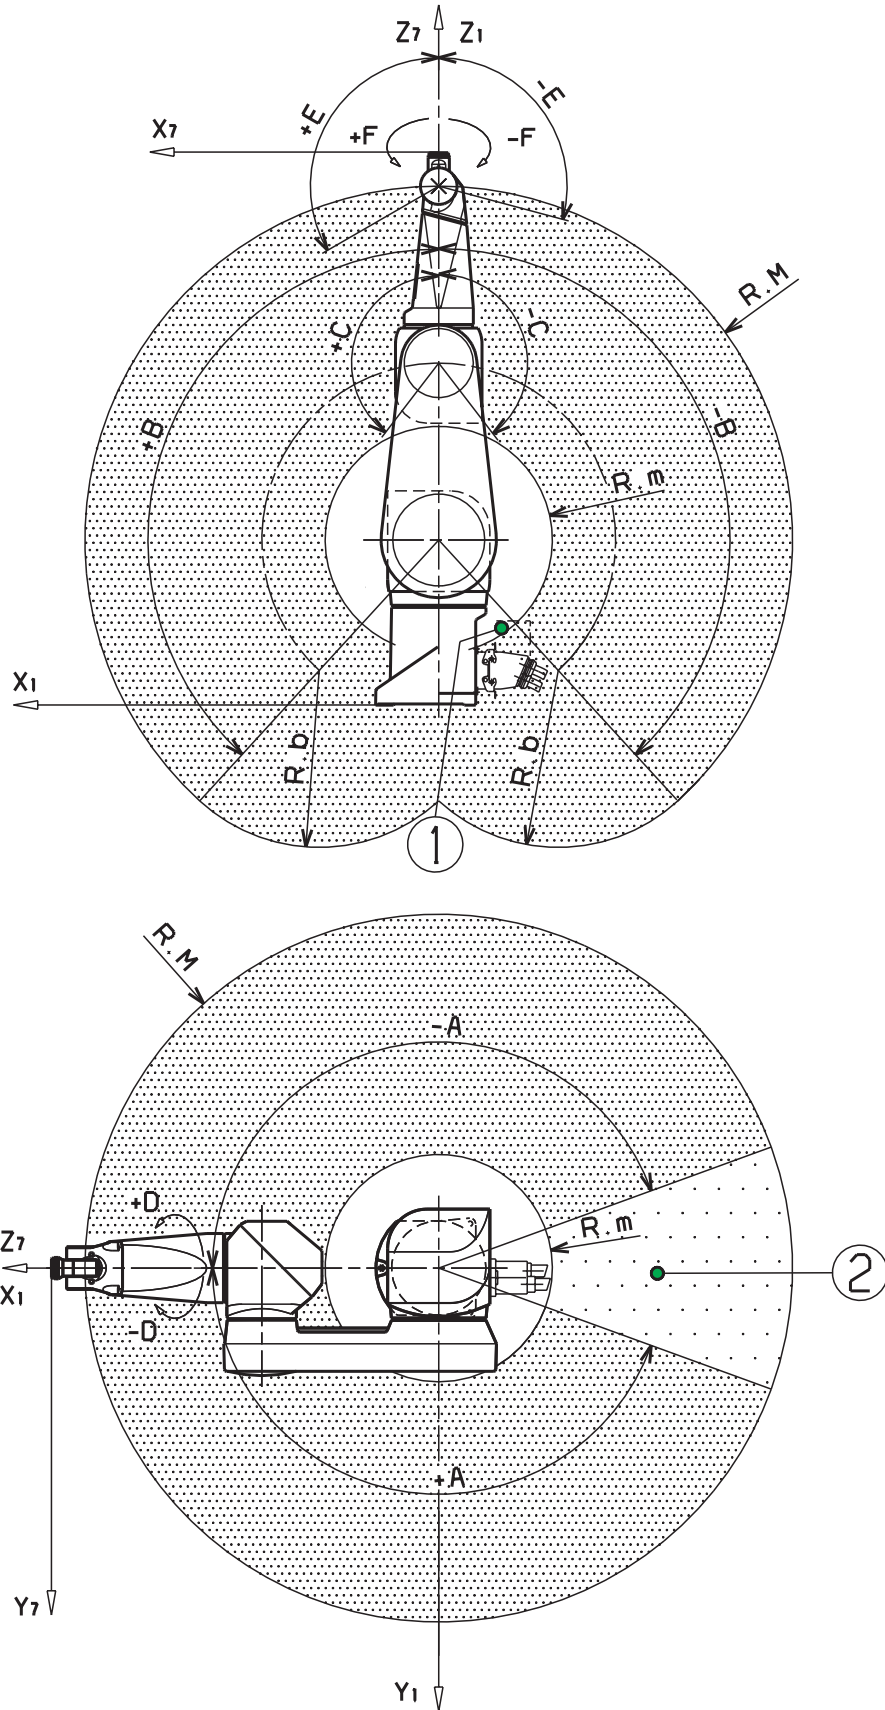 Z7 Z1
+E
-E
X7
+F
-F
R.M
+C
-C
+B
-B
R.m
X1
R.b
R.b
1
R.M
-A
+D
R.m
Z7
X1
2
-D
+A
Y7
Y1